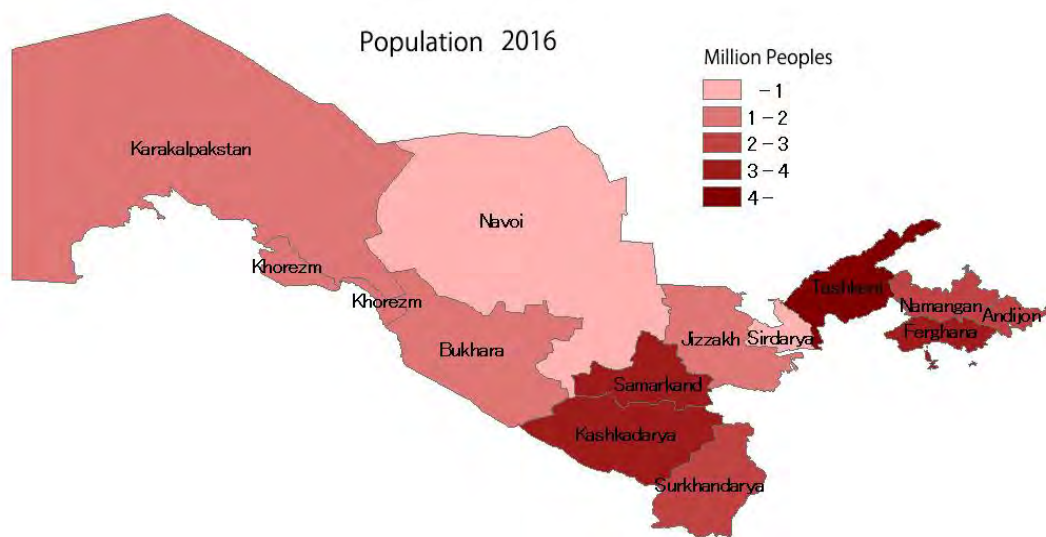 Population 2016
Million Peoples
-1
1-2
2-3
3-4
4-
Karakalpakstan
Navoi
Khorezm
Khorezm
Bukhara
Jizzakh
Sirdarya
Tashkent
Namangan
Andijon
Ferghana
Samarkand
Kashkadarya
Surkhandarya